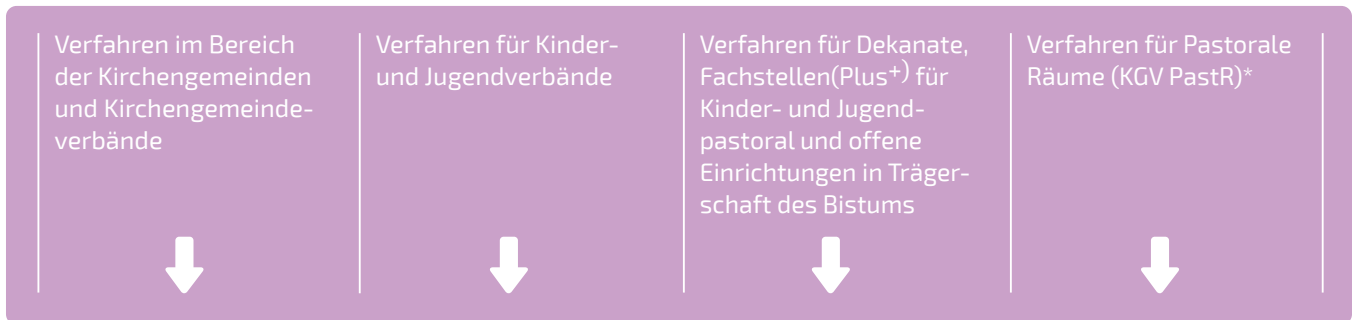 Verfahren im Bereich
der Kirchengemeinden
und Kirchengemeinde-
verbände
Verfahren für Kinder-
und Jugendverbände
Verfahren für Dekanate,
Fachstellen(Plus⁺⁾ für
Kinder- und Jugend-
pastoral und offene
Einrichtungen in Träger-
schaft des Bistums
Verfahren für Pastorale
Räume (KGV PastR)*